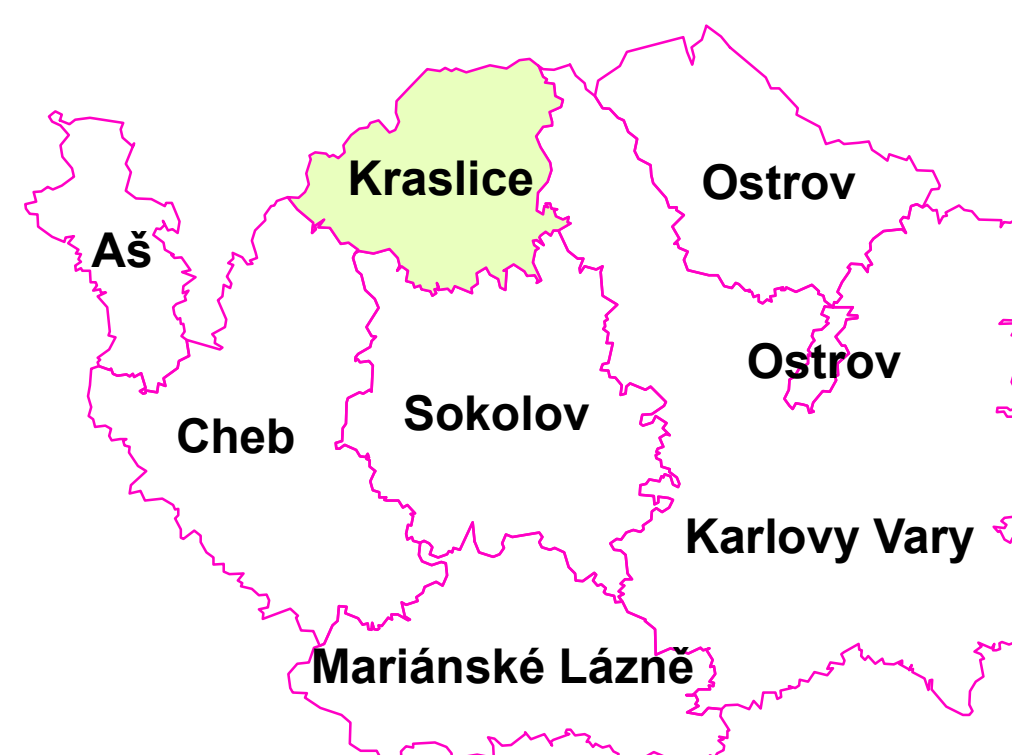 Kraslice
Ostrov
Aš
Ostrov
Sokolov
Cheb
Karlovy Vary
Mariánské Lázně